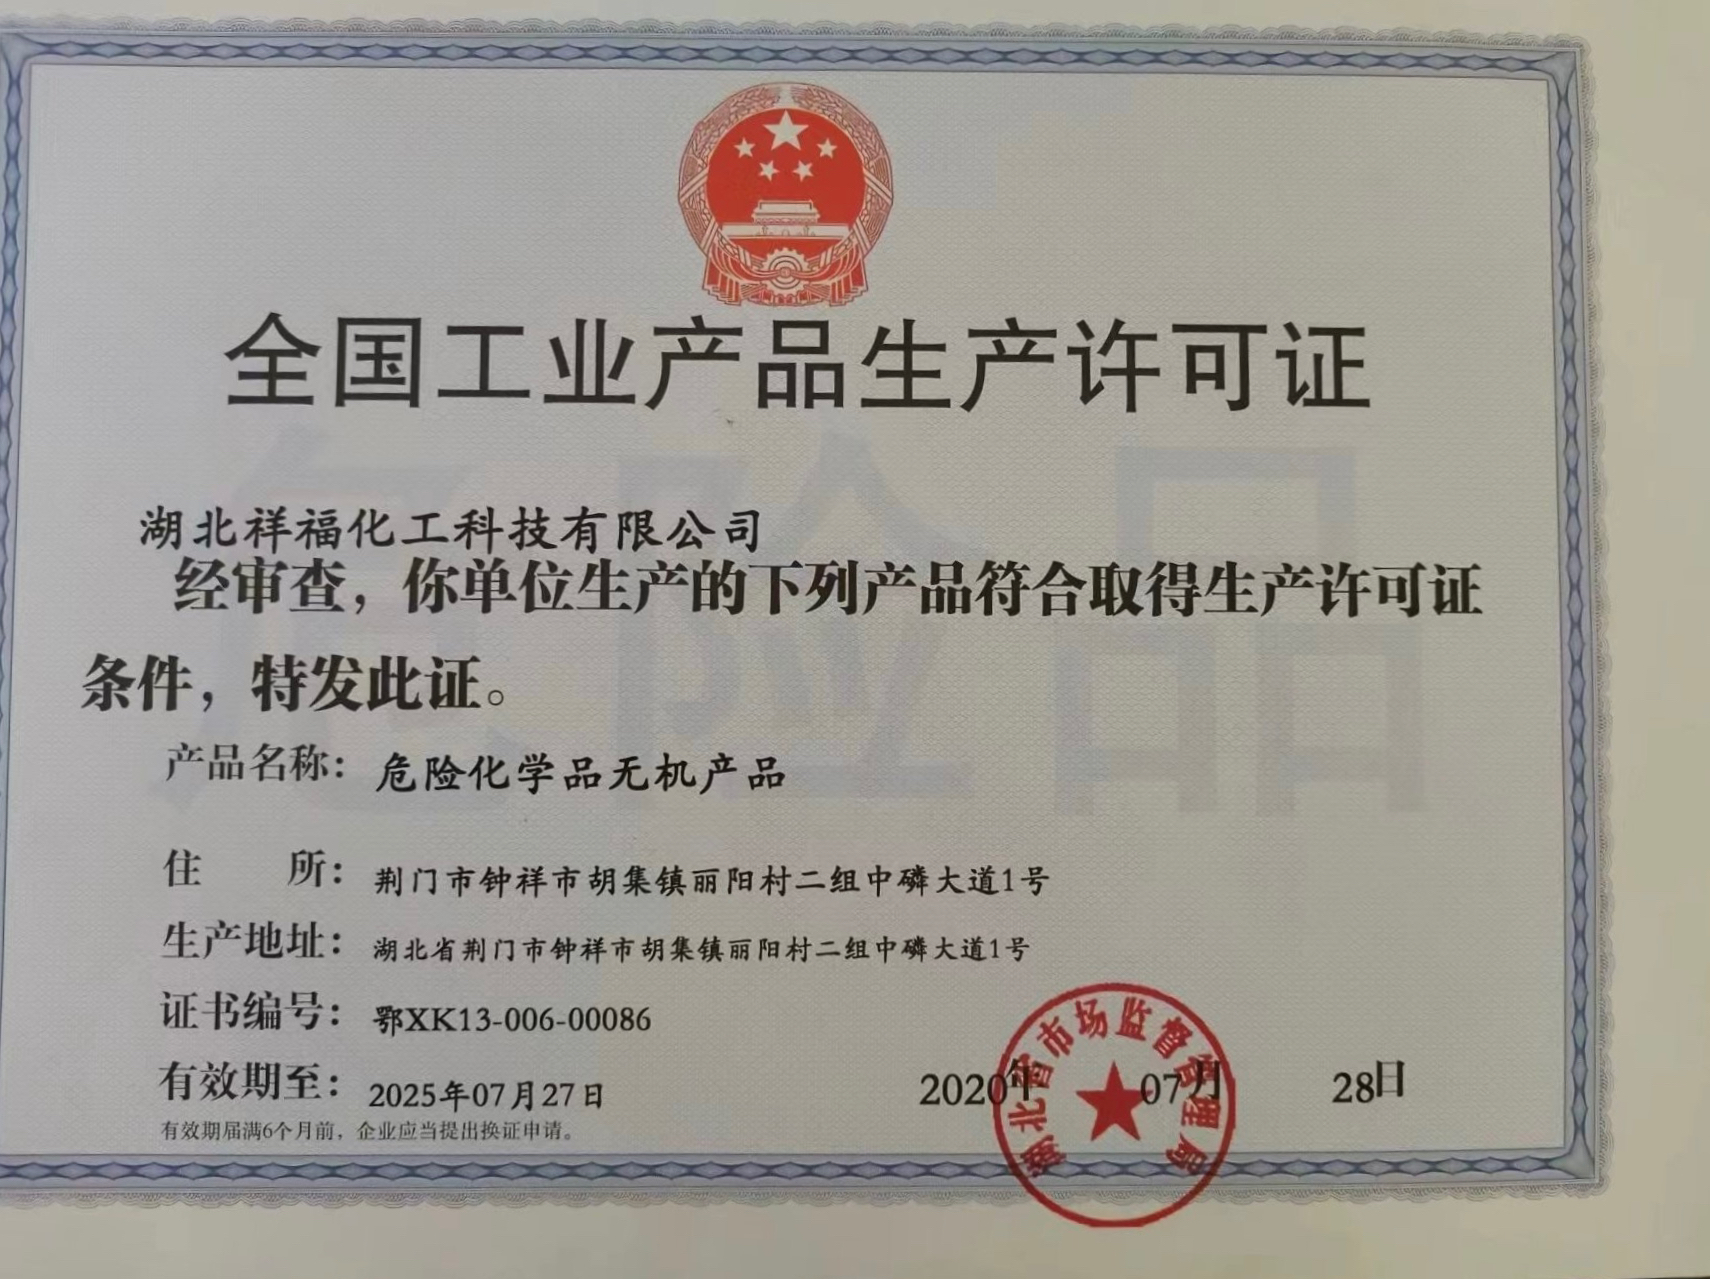 全国工业产品生产许可证
危险品
湖北祥福化工科技有限公司
经审查，你单位生产的下列产品符合取得生产许可证
条件，特发此证。
产品名称：危险化学品无机产品
住 所：荆门市钟祥市胡集镇丽阳村二组中磷大道1号
生产地址：湖北省荆门市钟祥市胡集镇丽阳村二组中磷大道1号
证书编号：鄂XK13-006-00086
有效期至：2025年07月27日
2020年07月28日
有效期届满6个月前，企业应当提出换证申请。
湖北省市场监督管理局